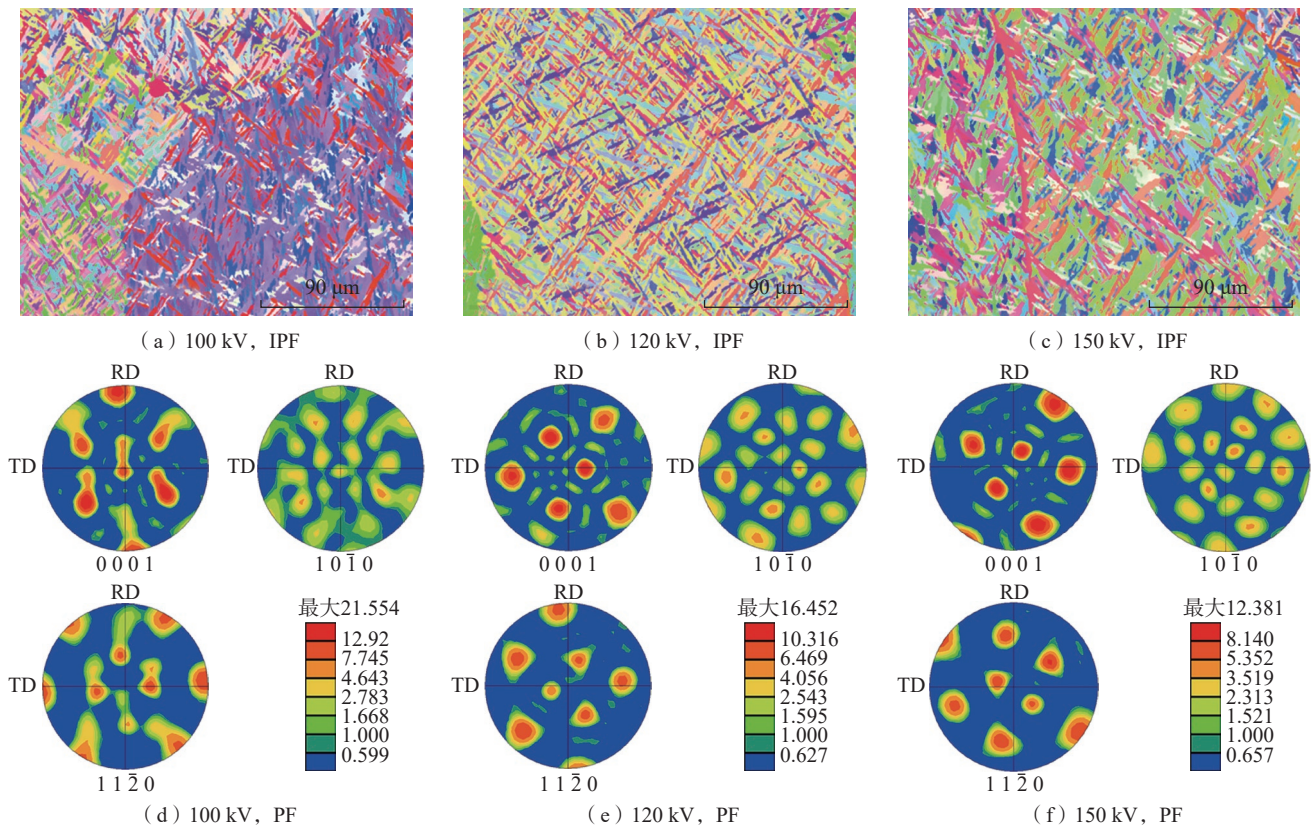 90 μm
90 μm
90 μm
（a）100 kV，IPF
（b）120 kV，IPF
（c）150 kV，IPF
RD
RD
RD
RD
RD
RD
TD
TD
TD
TD
TD
TD
0 0 0 1
1 0 1̄ 0
0 0 0 1
1 0 1̄ 0
0 0 0 1
1 0 1̄ 0
TD
1 1 2̄ 0
最大21.554
12.92
7.745
4.643
2.783
1.668
1.000
0.599
TD
1 1 2̄ 0
最大16.452
10.316
6.469
4.056
2.543
1.595
1.000
0.627
TD
1 1 2̄ 0
最大12.381
8.140
5.352
3.519
2.313
1.521
1.000
0.657
（d）100 kV，PF
（e）120 kV，PF
（f）150 kV，PF